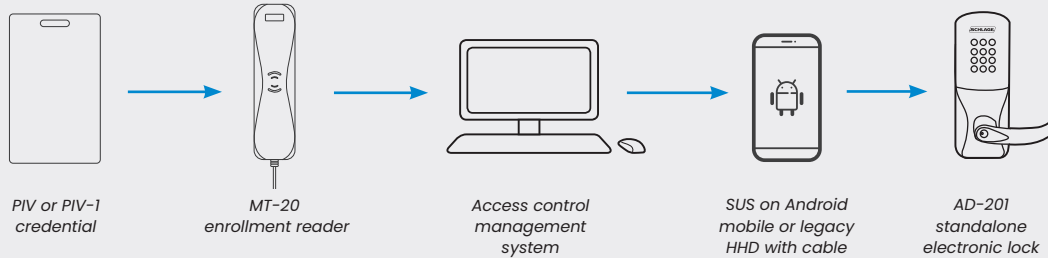 SCHLAGE
PIV or PIV-1
credential
MT-20
enrollment reader
Access control
management
system
SUS on Android
mobile or legacy
HHD with cable
AD-201
standalone
electronic lock